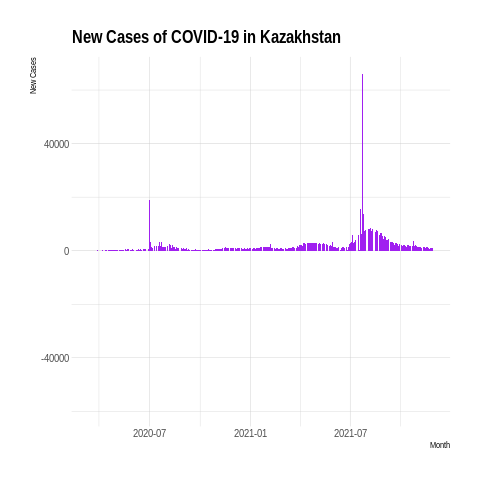 New Cases of COVID-19 in Kazakhstan
New Cases
40000
0
-40000
2020-07
2021-01
2021-07
Month